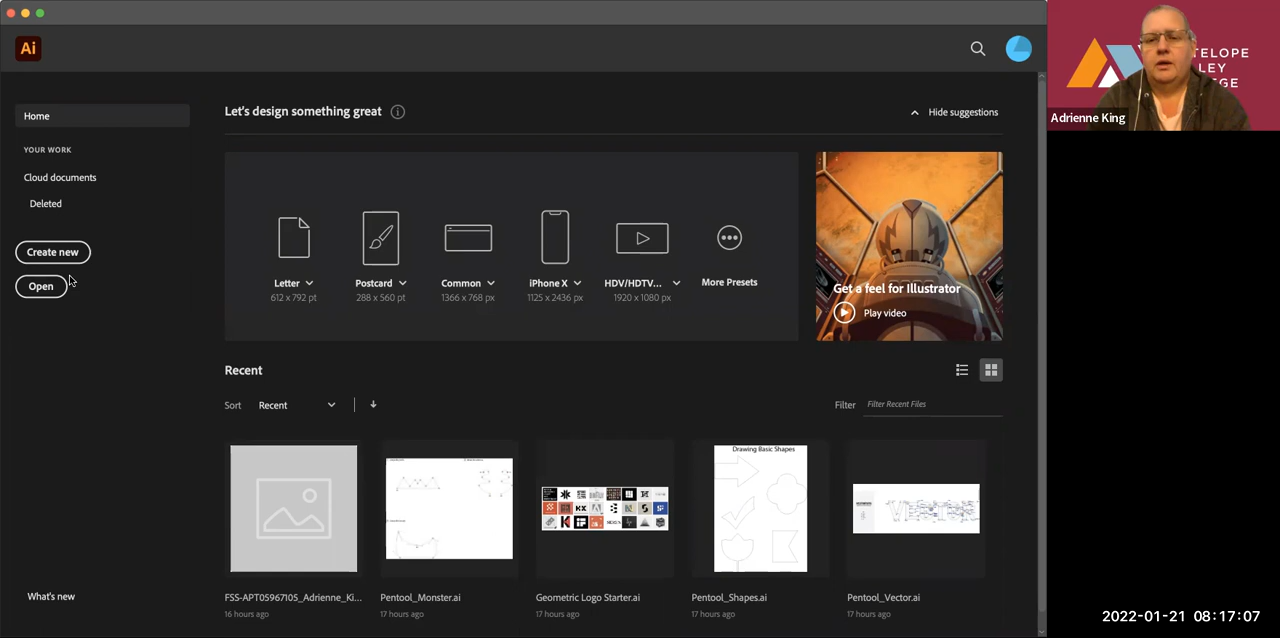 Ai
Home
YOUR WORK
Cloud documents
Deleted
Create new
Open
What's new
Let's design something great
Hide suggestions
Letter
612 x 792 pt
Postcard
288 x 560 pt
Common
1366 x 768 px
iPhone X
1125 x 2436 px
HDV/HDTV...
1920 x 1080 px
More Presets
Get a feel for Illustrator
Play video
Recent
Sort Recent
Filter Filter Recent Files
Drawing Basic Shapes
FSS-APT05967105_Adrienne_Ki...
16 hours ago
Pentool_Monster.ai
17 hours ago
Geometric Logo Starter.ai
17 hours ago
Pentool_Shapes.ai
17 hours ago
Pentool_Vector.ai
17 hours ago
TELOPE
LEY
GE
Adrienne King
2022-01-21 08:17:07